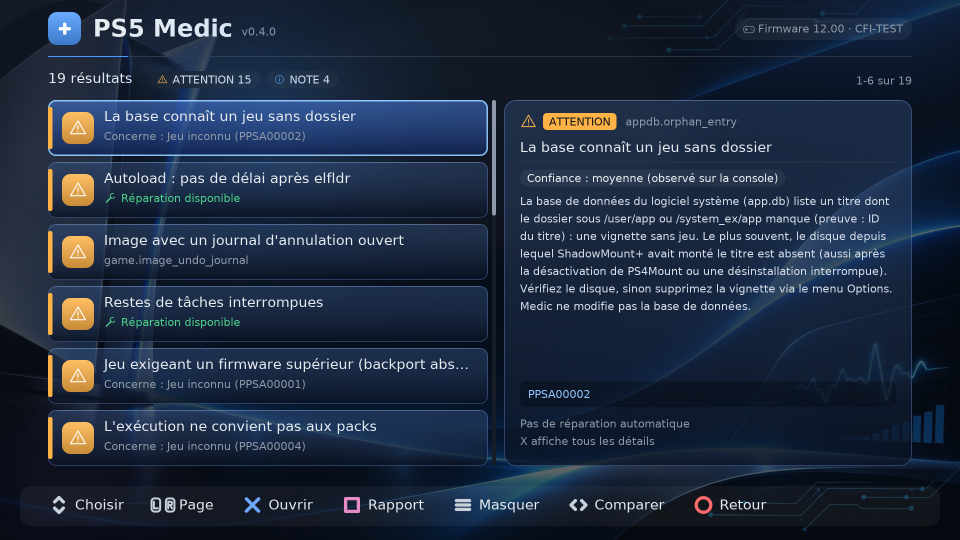 PS5 Medic v0.4.0
Firmware 12.00 · CFI-TEST
19 résultats
ATTENTION 15
NOTE 4
1-6 sur 19
La base connaît un jeu sans dossier
Concerne : Jeu inconnu (PPSA00002)
Autoload : pas de délai après elfldr
Réparation disponible
Image avec un journal d'annulation ouvert
game.image_undo_journal
Restes de tâches interrompues
Réparation disponible
Jeu exigeant un firmware supérieur (backport abs...
Concerne : Jeu inconnu (PPSA00001)
L'exécution ne convient pas aux packs
Concerne : Jeu inconnu (PPSA00004)
ATTENTION appdb.orphan_entry
La base connaît un jeu sans dossier
Confiance : moyenne (observé sur la console)
La base de données du logiciel système (app.db) liste un titre dont
le dossier sous /user/app ou /system_ex/app manque (preuve : ID
du titre) : une vignette sans jeu. Le plus souvent, le disque depuis
lequel ShadowMount+ avait monté le titre est absent (aussi après
la désactivation de PS4Mount ou une désinstallation interrompue).
Vérifiez le disque, sinon supprimez la vignette via le menu Options.
Medic ne modifie pas la base de données.
PPSA00002
Pas de réparation automatique
X affiche tous les détails
Choisir
L R Page
Ouvrir
Rapport
Masquer
Comparer
Retour